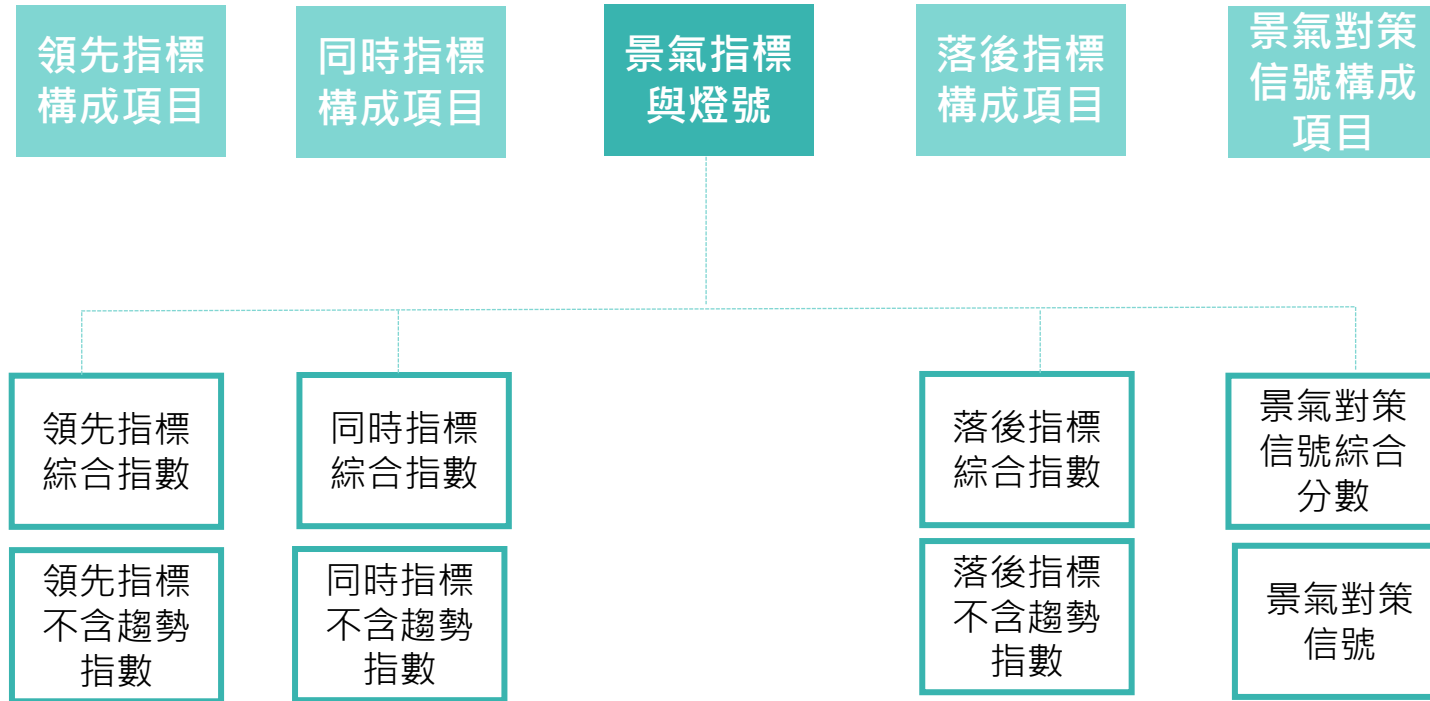 領先指標
構成項目
同時指標
構成項目
景氣指標
與燈號
落後指標
構成項目
景氣對策
信號構成
項目
領先指標
綜合指數
同時指標
綜合指數
落後指標
綜合指數
景氣對策
信號綜合
分數
領先指標
不含趨勢
指數
同時指標
不含趨勢
指數
落後指標
不含趨勢
指數
景氣對策
信號